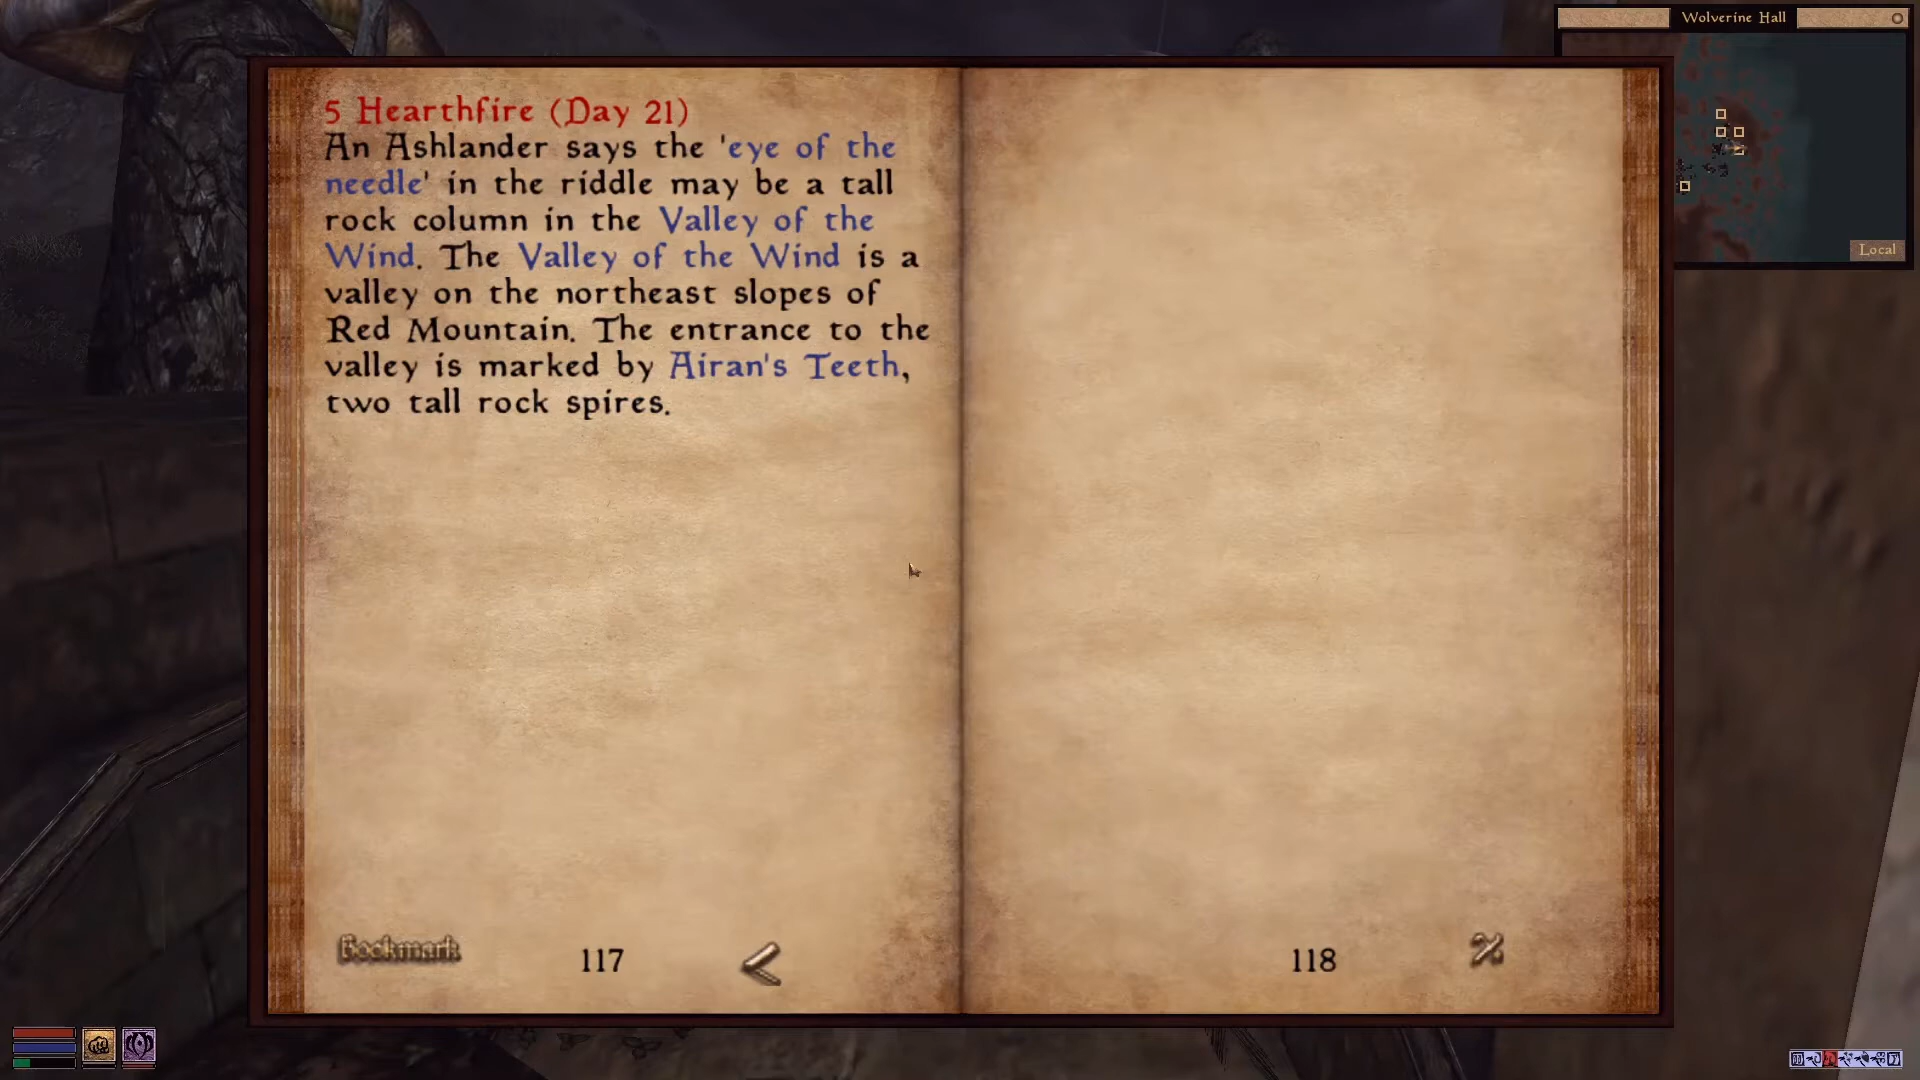 Wolverine Hall
5 Hearthfire (Day 21)
An Ashlander says the 'eye of the
needle' in the riddle may be a tall
rock column in the Valley of the
Wind. The Valley of the Wind is a
valley on the northeast slopes of
Red Mountain. The entrance to the
valley is marked by Airan's Teeth,
two tall rock spires.
Local
Bookmark
117
118